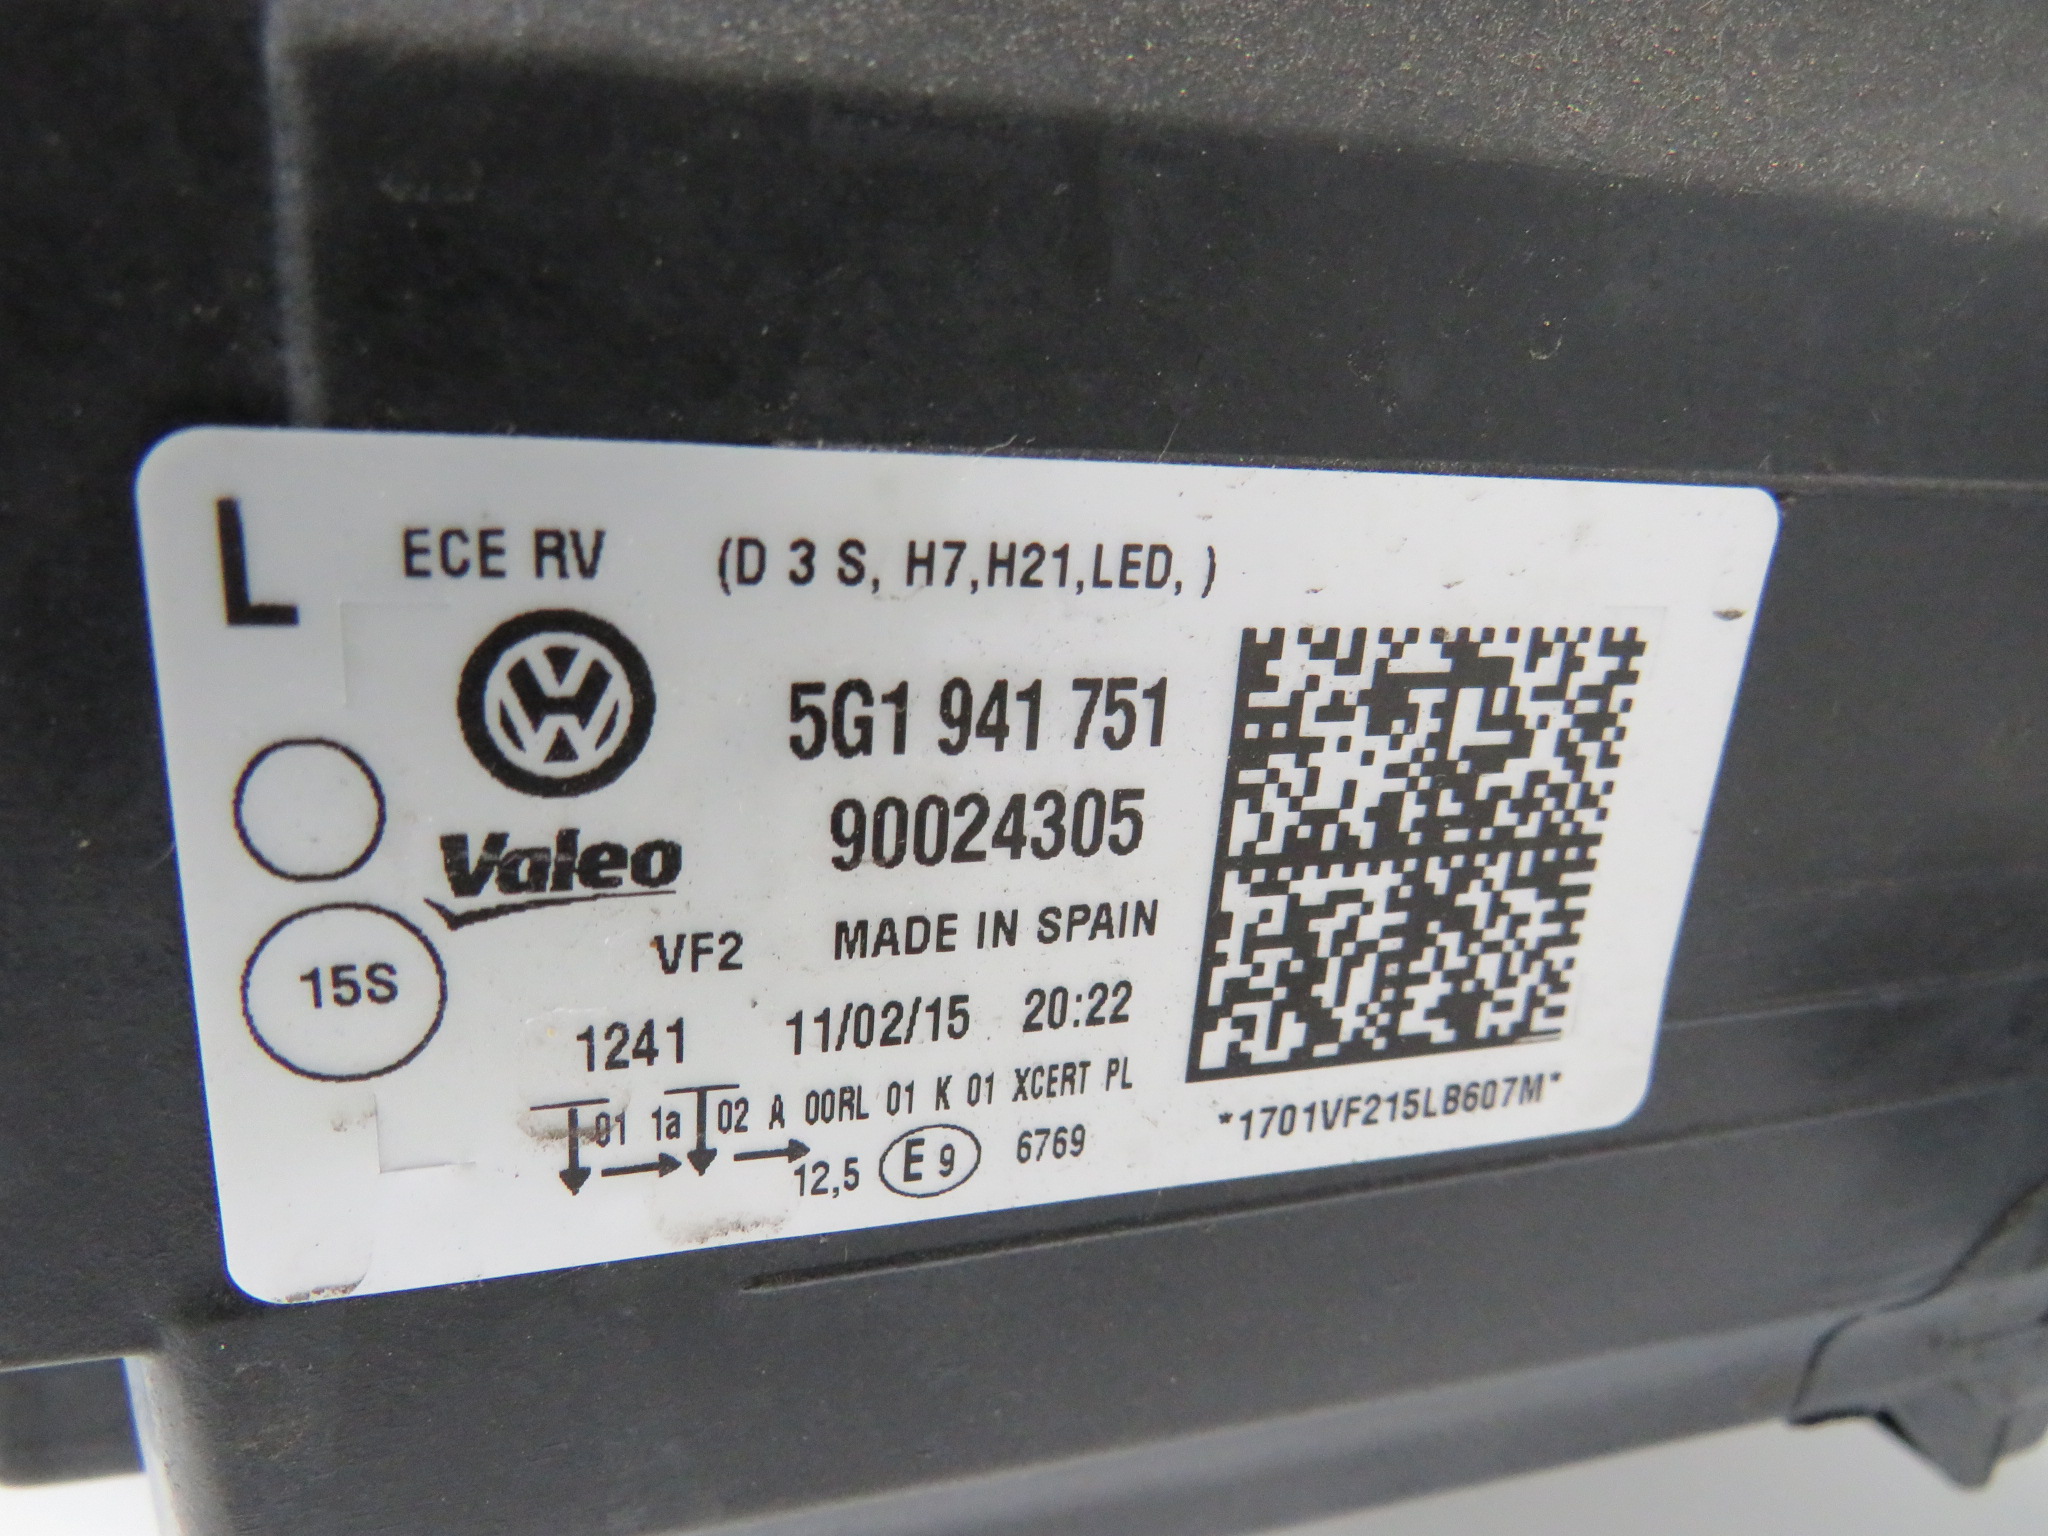 L ECE RV (D 3 S, H7,H21,LED, )
5G1 941 751
Valeo 90024305
VF2 MADE IN SPAIN
15S
1241 11/02/15 20:22
01 1a 02 A 00RL 01 K 01 XCERT PL
12,5 E9 6769
*1701VF215LB607M*